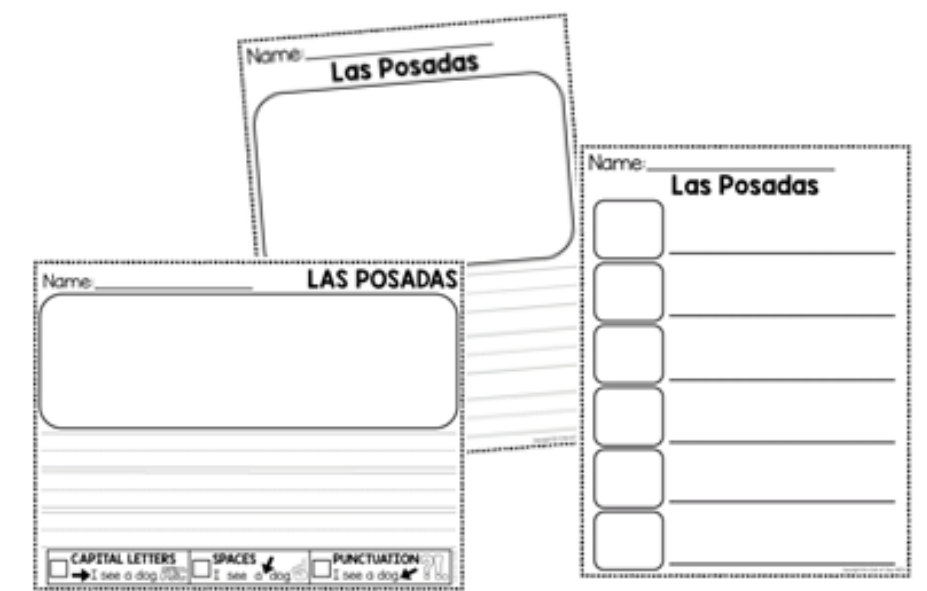 Name:
Las Posadas
Name:
Las Posadas
Name:
LAS POSADAS
CAPITAL LETTERS
I see a dog.
SPACES
I see a dog
PUNCTUATION
I see a dog.